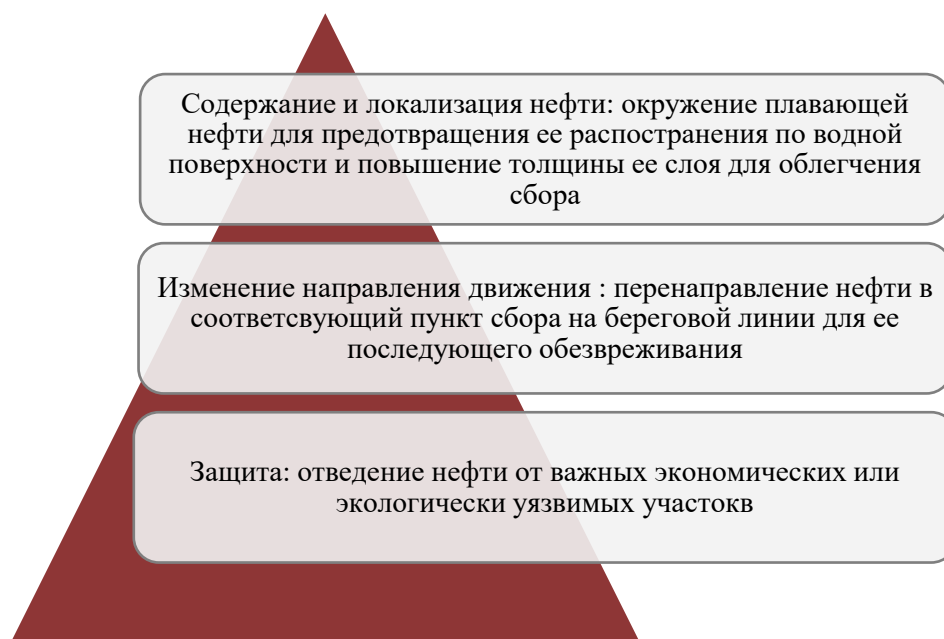 Содержание и локализация нефти: окружение плавающей
нефти для предотвращения ее распостранения по водной
поверхности и повышение толщины ее слоя для облегчения
сбора
Изменение направления движения : перенаправление нефти в
соответсвующий пункт сбора на береговой линии для ее
последующего обезвреживания
Защита: отведение нефти от важных экономических или
экологически уязвимых участокв